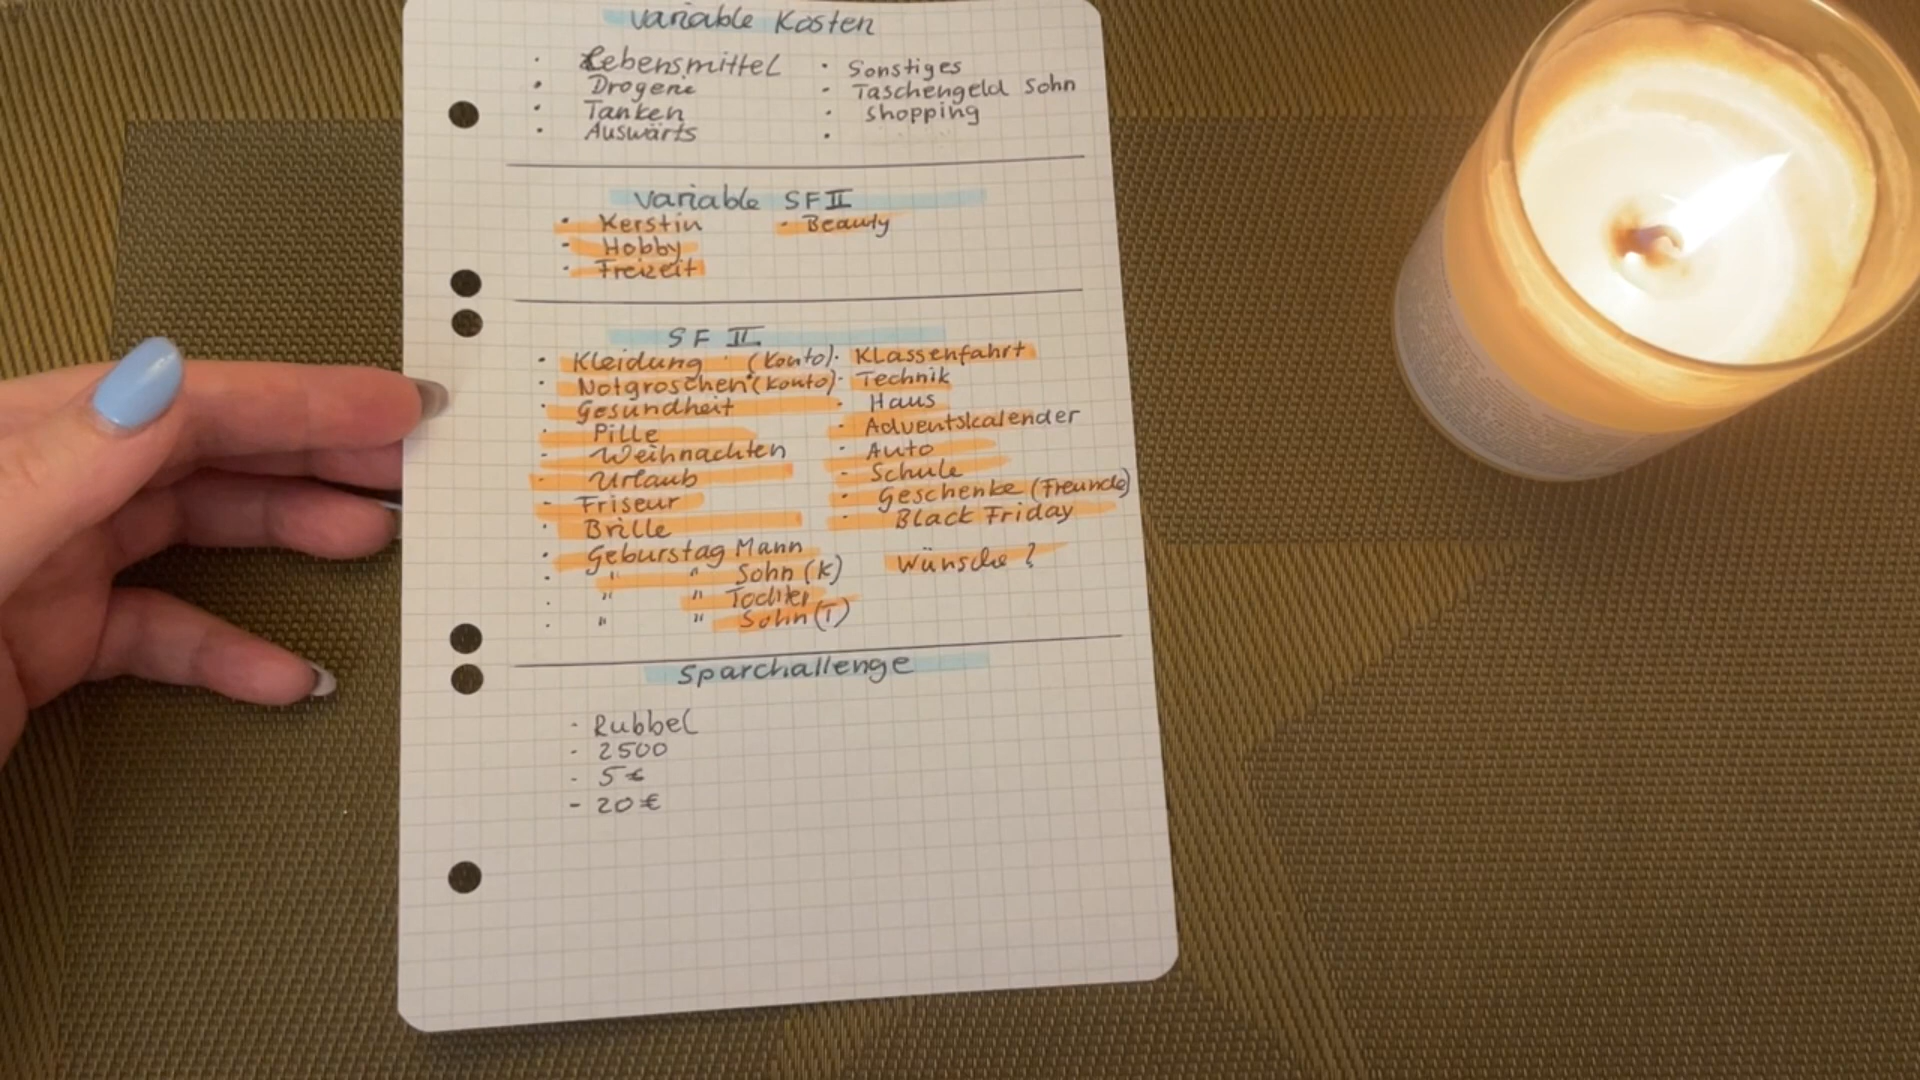 Variable Kosten
· Lebensmittel
· Drogerie
· Tanken
· Auswärts
· Sonstiges
· Taschengeld Sohn
· shopping
·
Variable SF II
· Kerstin
· Hobby
· Freizeit
· Beauty
SF II
· Kleidung (Konto)
· Notgroschen (Konto)
· Gesundheit
· Pille
- Weihnachten
· Urlaub
- Friseur
· Brille
· Geburstag Mann
· " " Sohn (K)
· " " Tochter
· " " Sohn (T)
· Klassenfahrt
· Technik
· Haus
· Adventskalender
- Auto
- Schule
· Geschenke (Freunde)
· Black Friday
Wünsche?
Sparchallenge
- Rubbel
- 2500
- 5€
- 20€